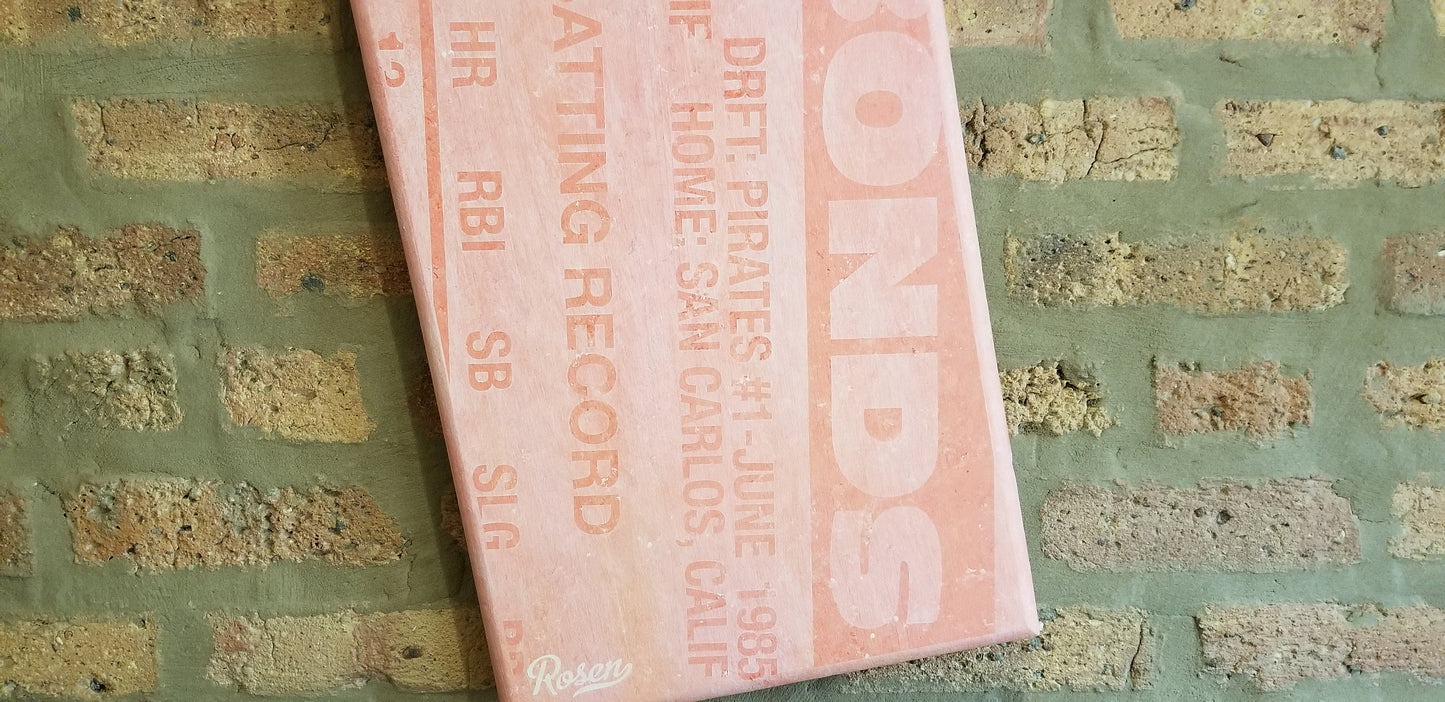 BONDS
DRFT: PIRATES #1-JUNE 1985
HOME: SAN CARLOS, CALIF
BATTING RECORD
HR RBI SB SLG
Rosen